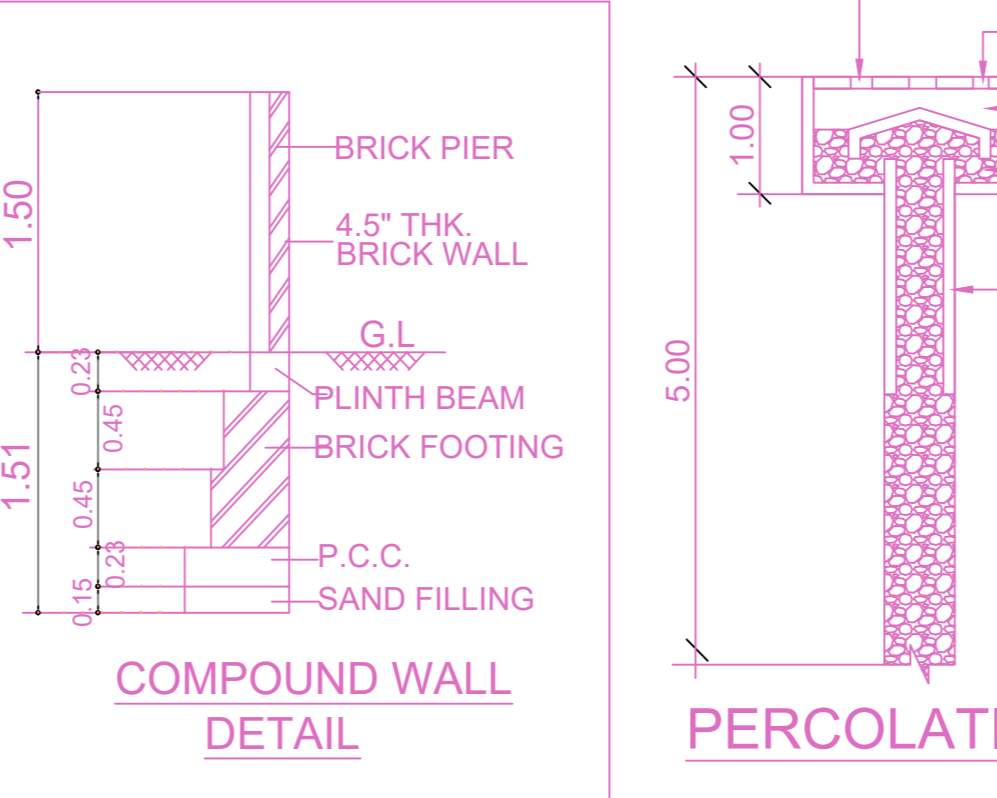 1.50
BRICK PIER
4.5" THK.
BRICK WALL
G.L
0.23
PLINTH BEAM
0.45
BRICK FOOTING
1.51
0.45
0.23
P.C.C.
0.15
SAND FILLING
COMPOUND WALL
DETAIL
1.00
5.00
PERCOLATI